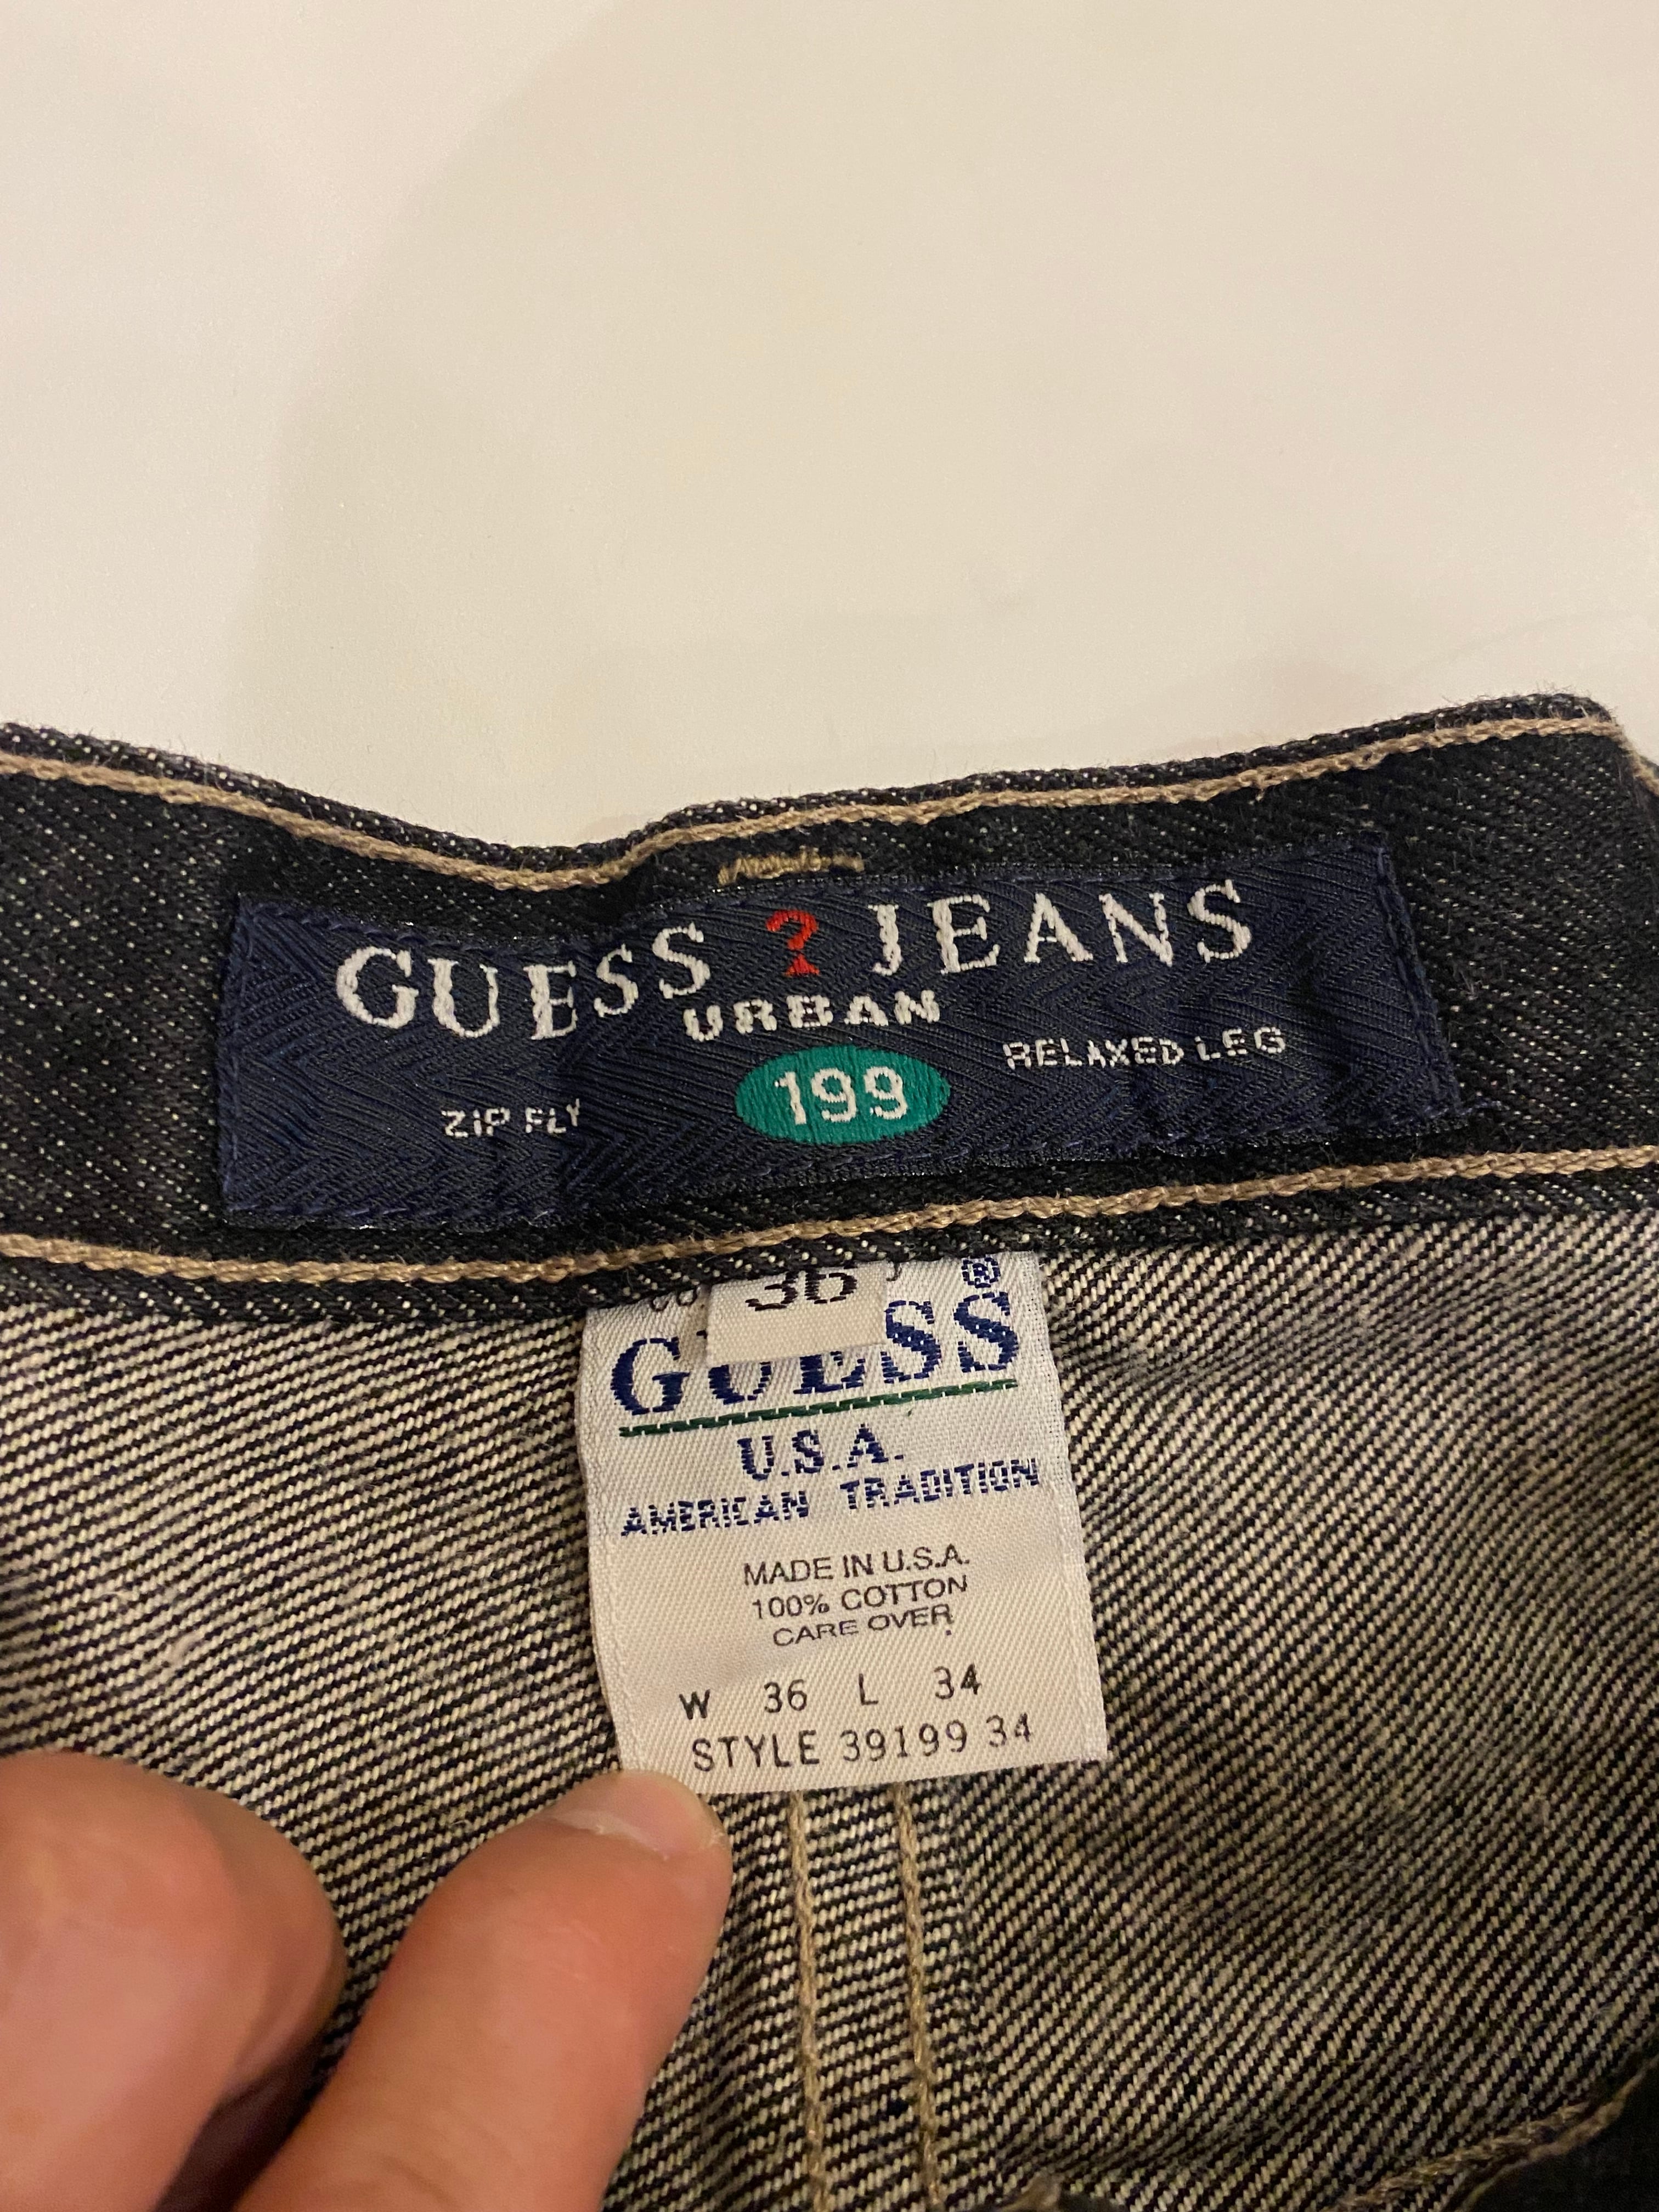 GUESS ? JEANS
URBAN
ZIP FLY 199 RELAXED LEG
36
®
GUESS
U.S.A.
AMERICAN TRADITION
MADE IN U.S.A.
100% COTTON
CARE OVER
W 36 L 34
STYLE 39199 34